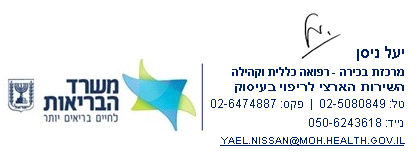 יעל ניסן
מרכזת בכירה - רפואה כללית וקהילה
השירות הארצי לריפוי בעיסוק
טל: 02-5080849 | פקס: 02-6474887
נייד: 050-6243618
YAEL.NISSAN@MOH.HEALTH.GOV.IL
משרד
הבריאות
לחיים בריאים יותר